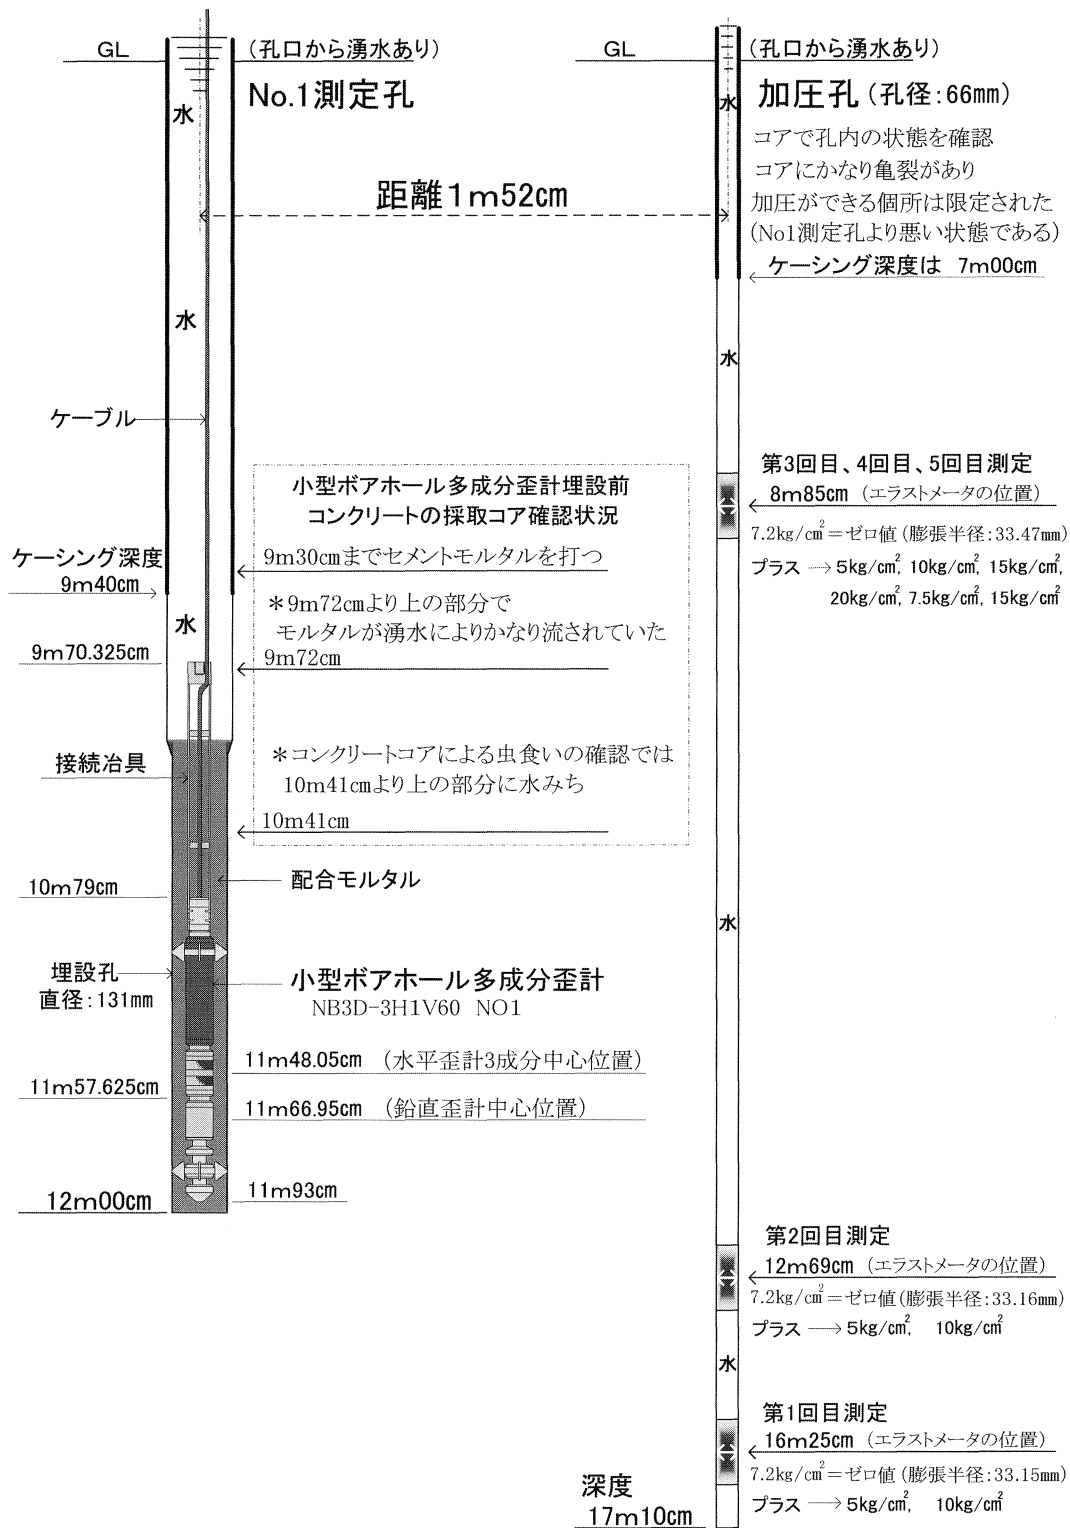 GL
(孔口から湧水あり)
No.1測定孔
水
距離1m52cm
水
ケーブル
小型ボアホール多成分歪計埋設前
コンクリートの採取コア確認状況
9m30cmまでセメントモルタルを打つ
ケーシング深度
9m40cm
*9m72cmより上の部分で
モルタルが湧水によりかなり流されていた
水
9m70.325cm
9m72cm
接続冶具
*コンクリートコアによる虫食いの確認では
10m41cmより上の部分に水みち
10m41cm
配合モルタル
10m79cm
埋設孔
直径:131mm
小型ボアホール多成分歪計
NB3D-3H1V60 NO1
11m48.05cm (水平歪計3成分中心位置)
11m57.625cm
11m66.95cm (鉛直歪計中心位置)
11m93cm
12m00cm
GL
(孔口から湧水あり)
水
加圧孔(孔径:66mm)
コアで孔内の状態を確認
コアにかなり亀裂があり
加圧ができる個所は限定された
(No1測定孔より悪い状態である)
ケーシング深度は 7m00cm
水
第3回目、4回目、5回目測定
8m85cm (エラストメータの位置)
7.2kg/cm²=ゼロ値(膨張半径:33.47mm)
プラス → 5kg/cm², 10kg/cm², 15kg/cm²,
20kg/cm², 7.5kg/cm², 15kg/cm²
水
第2回目測定
12m69cm (エラストメータの位置)
7.2kg/cm²=ゼロ値(膨張半径:33.16mm)
プラス → 5kg/cm², 10kg/cm²
水
第1回目測定
16m25cm (エラストメータの位置)
7.2kg/cm²=ゼロ値(膨張半径:33.15mm)
プラス → 5kg/cm², 10kg/cm²
深度
17m10cm